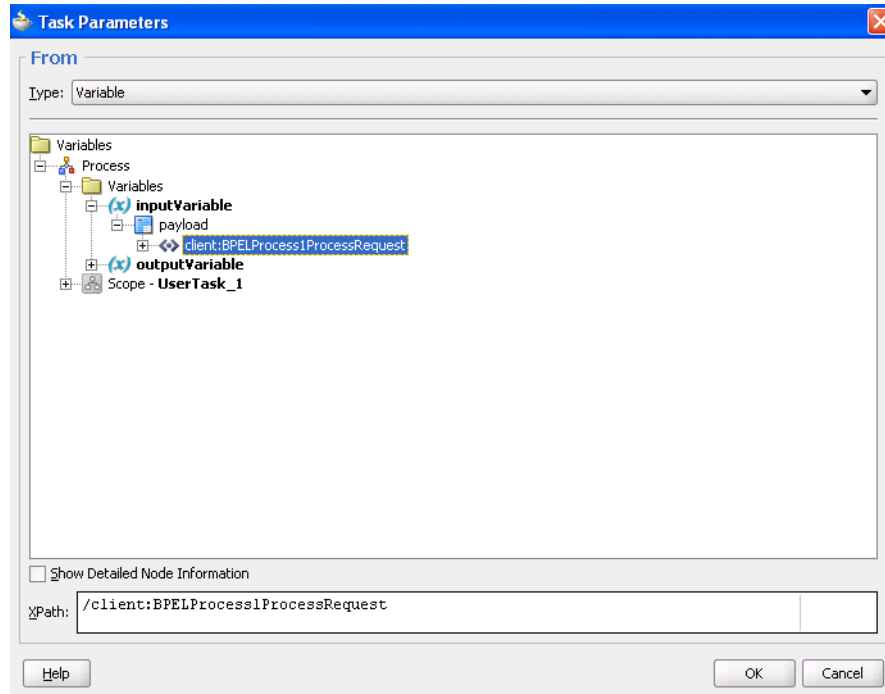 Task Parameters
From
Type: Variable
Variables
Process
Variables
(x) inputVariable
payload
client:BPELProcess1ProcessRequest
(x) outputVariable
Scope - UserTask_1
Show Detailed Node Information
XPath: /client:BPELProcess1ProcessRequest
Help OK Cancel